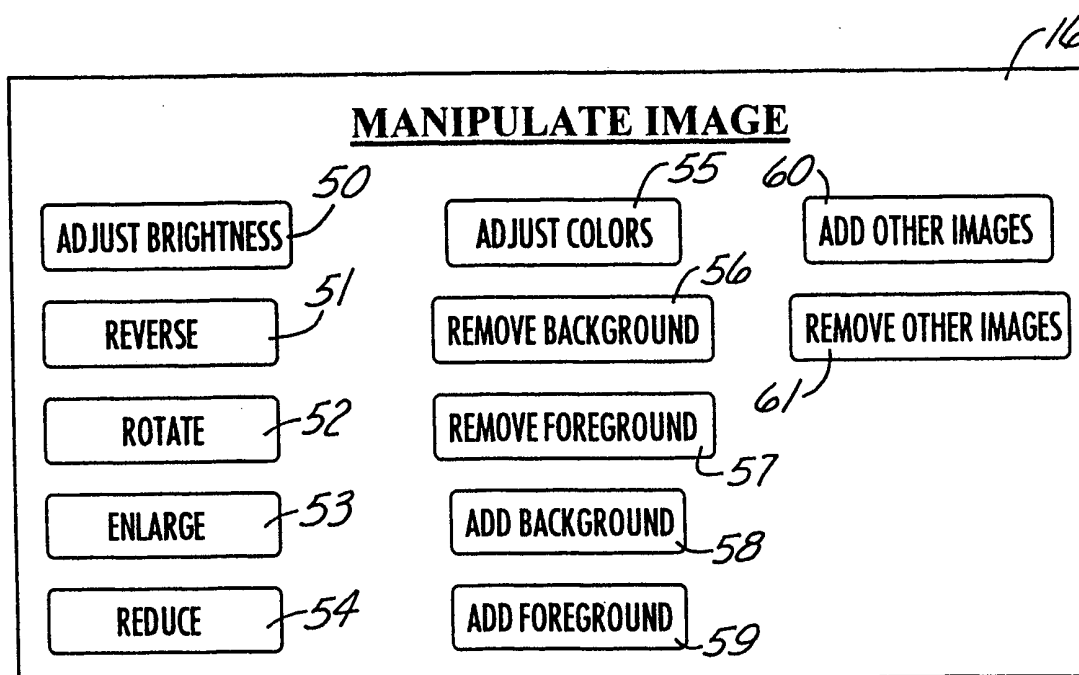 16
MANIPULATE IMAGE
50
ADJUST BRIGHTNESS
51
REVERSE
52
ROTATE
53
ENLARGE
54
REDUCE
55
ADJUST COLORS
56
REMOVE BACKGROUND
REMOVE FOREGROUND
57
ADD BACKGROUND
58
ADD FOREGROUND
59
60
ADD OTHER IMAGES
REMOVE OTHER IMAGES
61